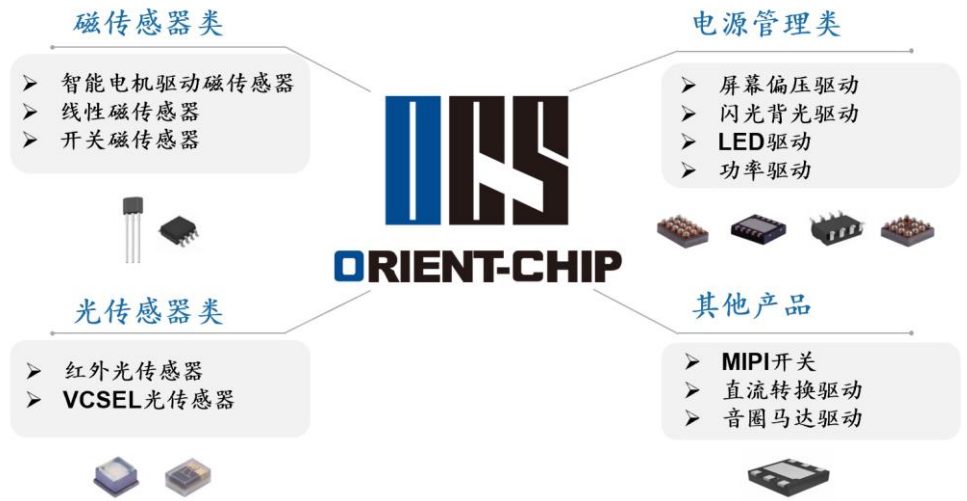 磁传感器类
智能电机驱动磁传感器
线性磁传感器
开关磁传感器
电源管理类
屏幕偏压驱动
闪光背光驱动
LED驱动
功率驱动
OCS
ORIENT-CHIP
光传感器类
红外光传感器
VCSEL光传感器
其他产品
MIPI开关
直流转换驱动
音圈马达驱动